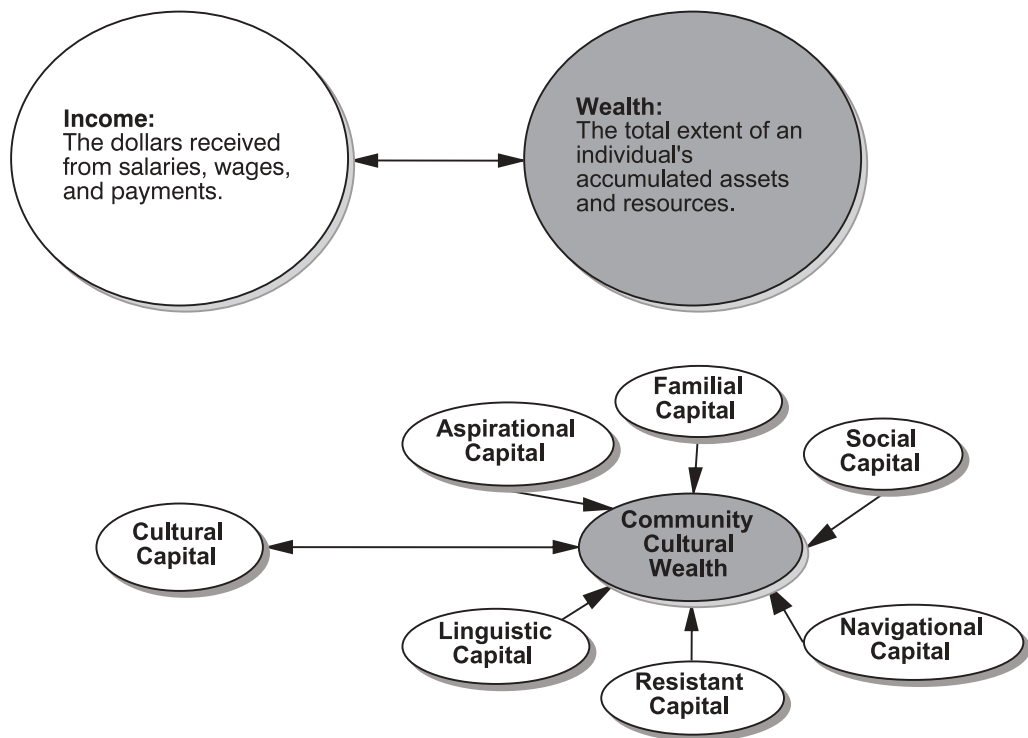 Income:
The dollars received
from salaries, wages,
and payments.
Wealth:
The total extent of an
individual's
accumulated assets
and resources.
Familial
Capital
Aspirational
Capital
Social
Capital
Cultural
Capital
Community
Cultural
Wealth
Linguistic
Capital
Navigational
Capital
Resistant
Capital